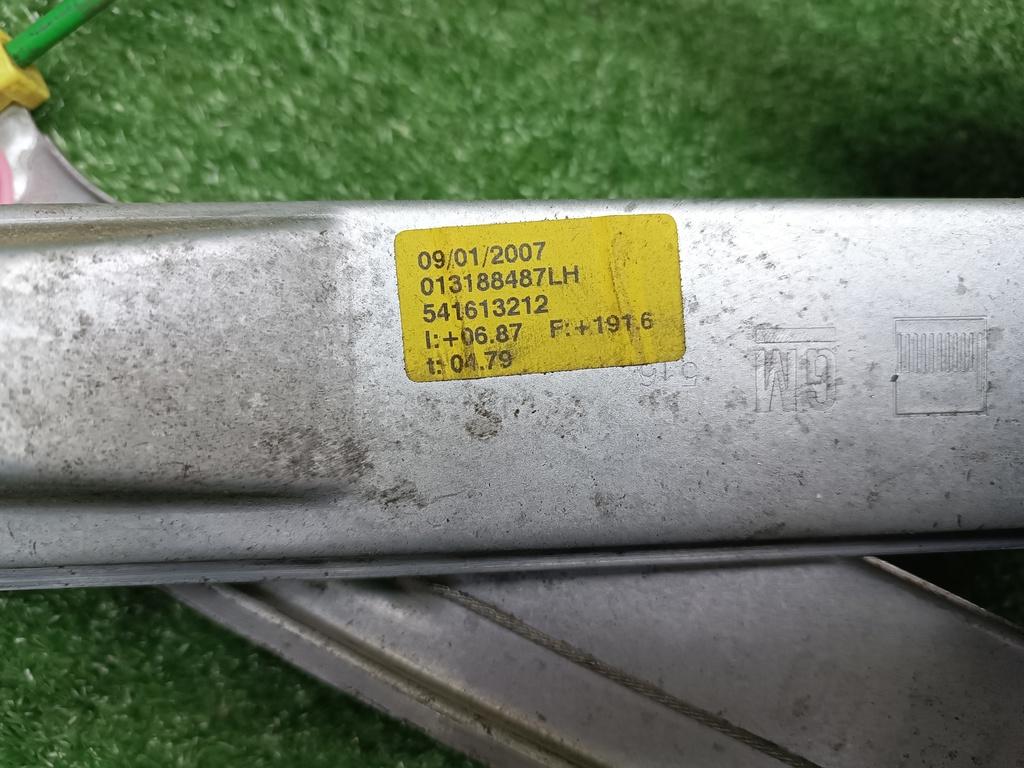 09/01/2007
013188487LH
541613212
I:+06.87 F:+191.6
t: 04.79
GM